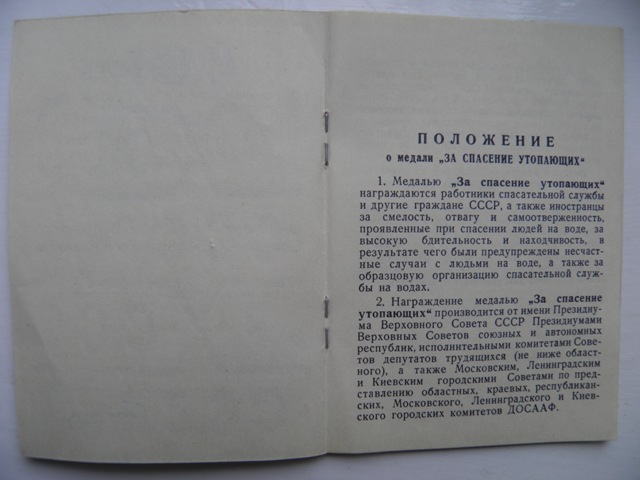 ПОЛОЖЕНИЕ
о медали „ЗА СПАСЕНИЕ УТОПАЮЩИХ“
1. Медалью „За спасение утопающих“
награждаются работники спасательной службы
и другие граждане СССР, а также иностранцы
за смелость, отвагу и самоотверженность,
проявленные при спасении людей на воде, за
высокую бдительность и находчивость, в
результате чего были предупреждены несчаст-
ные случаи с людьми на воде, а также за
образцовую организацию спасательной служ-
бы на водах.
2. Награждение медалью „За спасение
утопающих“ производится от имени Президиу-
ма Верховного Совета СССР Президиумами
Верховных Советов союзных и автономных
республик, исполнительными комитетами Сове-
тов депутатов трудящихся (не ниже област-
ного), а также Московским, Ленинградским
и Киевским городскими Советами по пред-
ставлению областных, краевых, республикан-
ских, Московского, Ленинградского и Киев-
ского городских комитетов ДОСААФ.